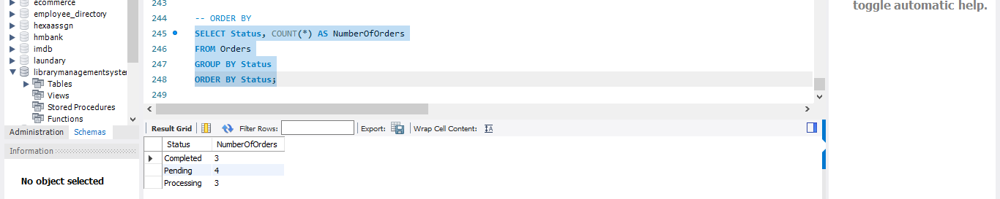 ecommerce
employee_directory
hexaassgn
hmbank
imdb
laundary
librarymanagementsystem
Tables
Views
Stored Procedures
Functions
Administration Schemas
Information
No object selected
243
244 -- ORDER BY
245 SELECT Status, COUNT(*) AS NumberOfOrders
246 FROM Orders
247 GROUP BY Status
248 ORDER BY Status;
249
Result Grid Filter Rows: Export: Wrap Cell Content: IA
Status NumberOfOrders
Completed 3
Pending 4
Processing 3
toggle automatic help.